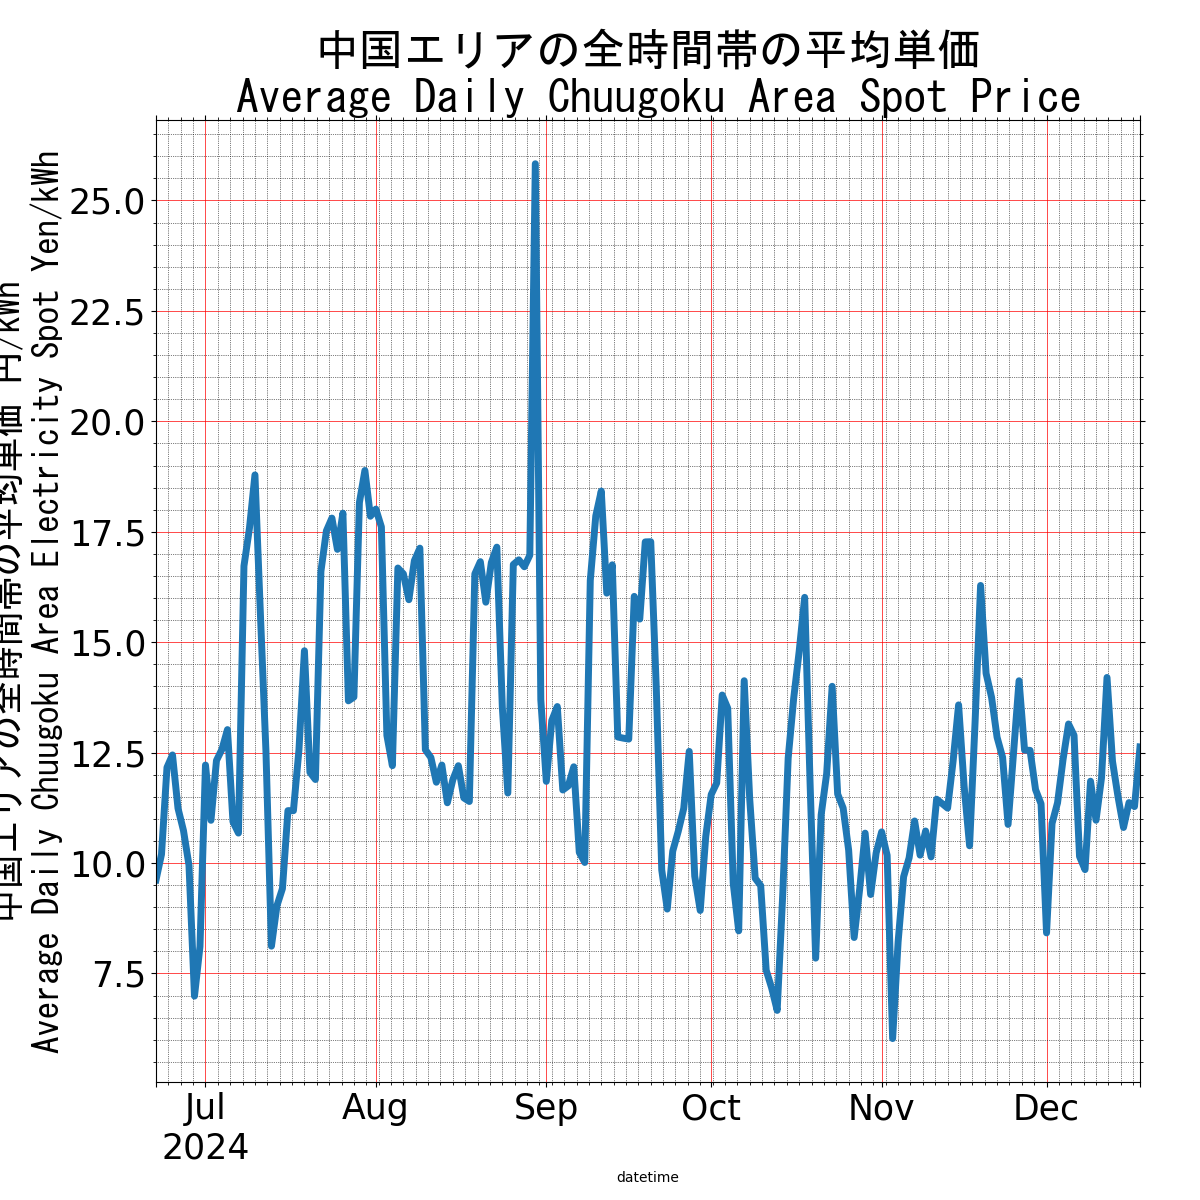 中国エリアの全時間帯の平均単価
Average Daily Chuugoku Area Spot Price
中国エリアの全時間帯の平均単価 円/kWh
Average Daily Chuugoku Area Electricity Spot Yen/kWh
25.0
22.5
20.0
17.5
15.0
12.5
10.0
7.5
Jul Aug Sep Oct Nov Dec
2024
datetime